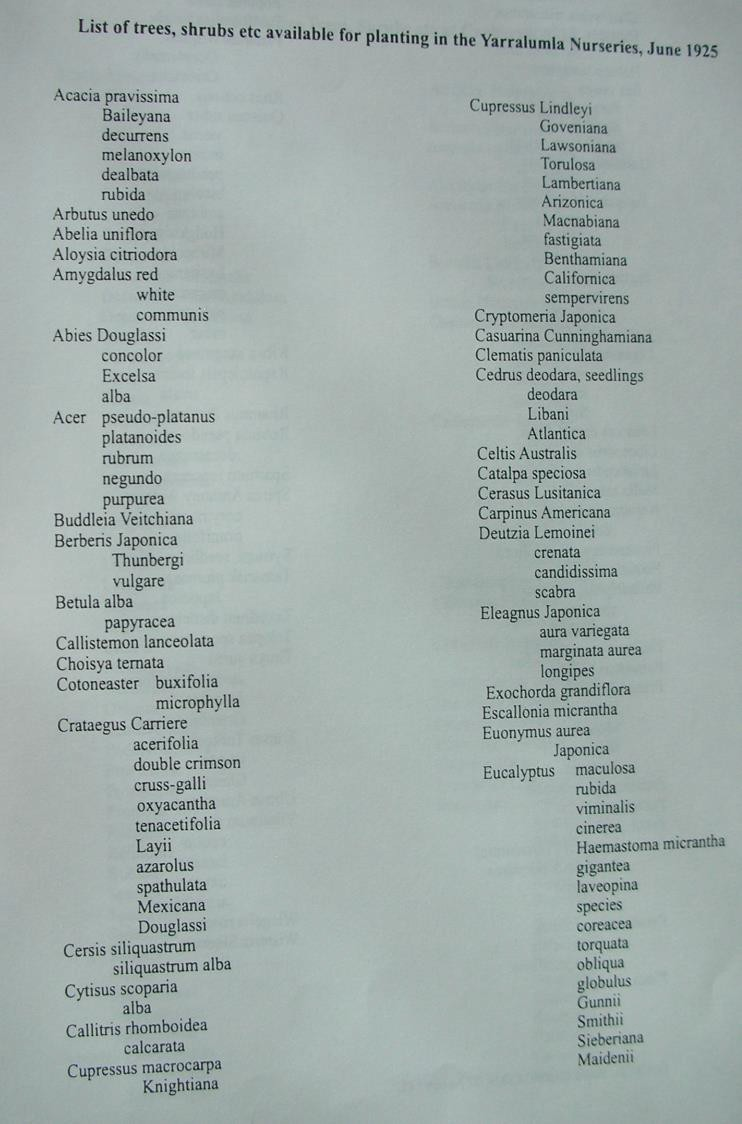 List of trees, shrubs etc available for planting in the Yarralumla Nurseries, June 1925
Acacia pravissima
Baileyana
decurrens
melanoxylon
dealbata
rubida
Arbutus unedo
Abelia uniflora
Aloysia citriodora
Amygdalus red
white
communis
Abies Douglassi
concolor
Excelsa
alba
Acer pseudo-platanus
platanoides
rubrum
negundo
purpurea
Buddleia Veitchiana
Berberis Japonica
Thunbergi
vulgare
Betula alba
papyracea
Callistemon lanceolata
Choisya ternata
Cotoneaster buxifolia
microphylla
Crataegus Carriere
acerifolia
double crimson
cruss-galli
oxyacantha
tenacetifolia
Layii
azarolus
spathulata
Mexicana
Douglassi
Cersis siliquastrum
siliquastrum alba
Cytisus scoparia
alba
Callitris rhomboidea
calcarata
Cupressus macrocarpa
Knightiana
Cupressus Lindleyi
Goveniana
Lawsoniana
Torulosa
Lambertiana
Arizonica
Macnabiana
fastigiata
Benthamiana
Californica
sempervirens
Cryptomeria Japonica
Casuarina Cunninghamiana
Clematis paniculata
Cedrus deodara, seedlings
deodara
Libani
Atlantica
Celtis Australis
Catalpa speciosa
Cerasus Lusitanica
Carpinus Americana
Deutzia Lemoinei
crenata
candidissima
scabra
Eleagnus Japonica
aura variegata
marginata aurea
longipes
Exochorda grandiflora
Escallonia micrantha
Euonymus aurea
Japonica
Eucalyptus maculosa
rubida
viminalis
cinerea
Haemastoma micrantha
gigantea
laveopina
species
coreacea
torquata
obliqua
globulus
Gunnii
Smithii
Sieberiana
Maidenii